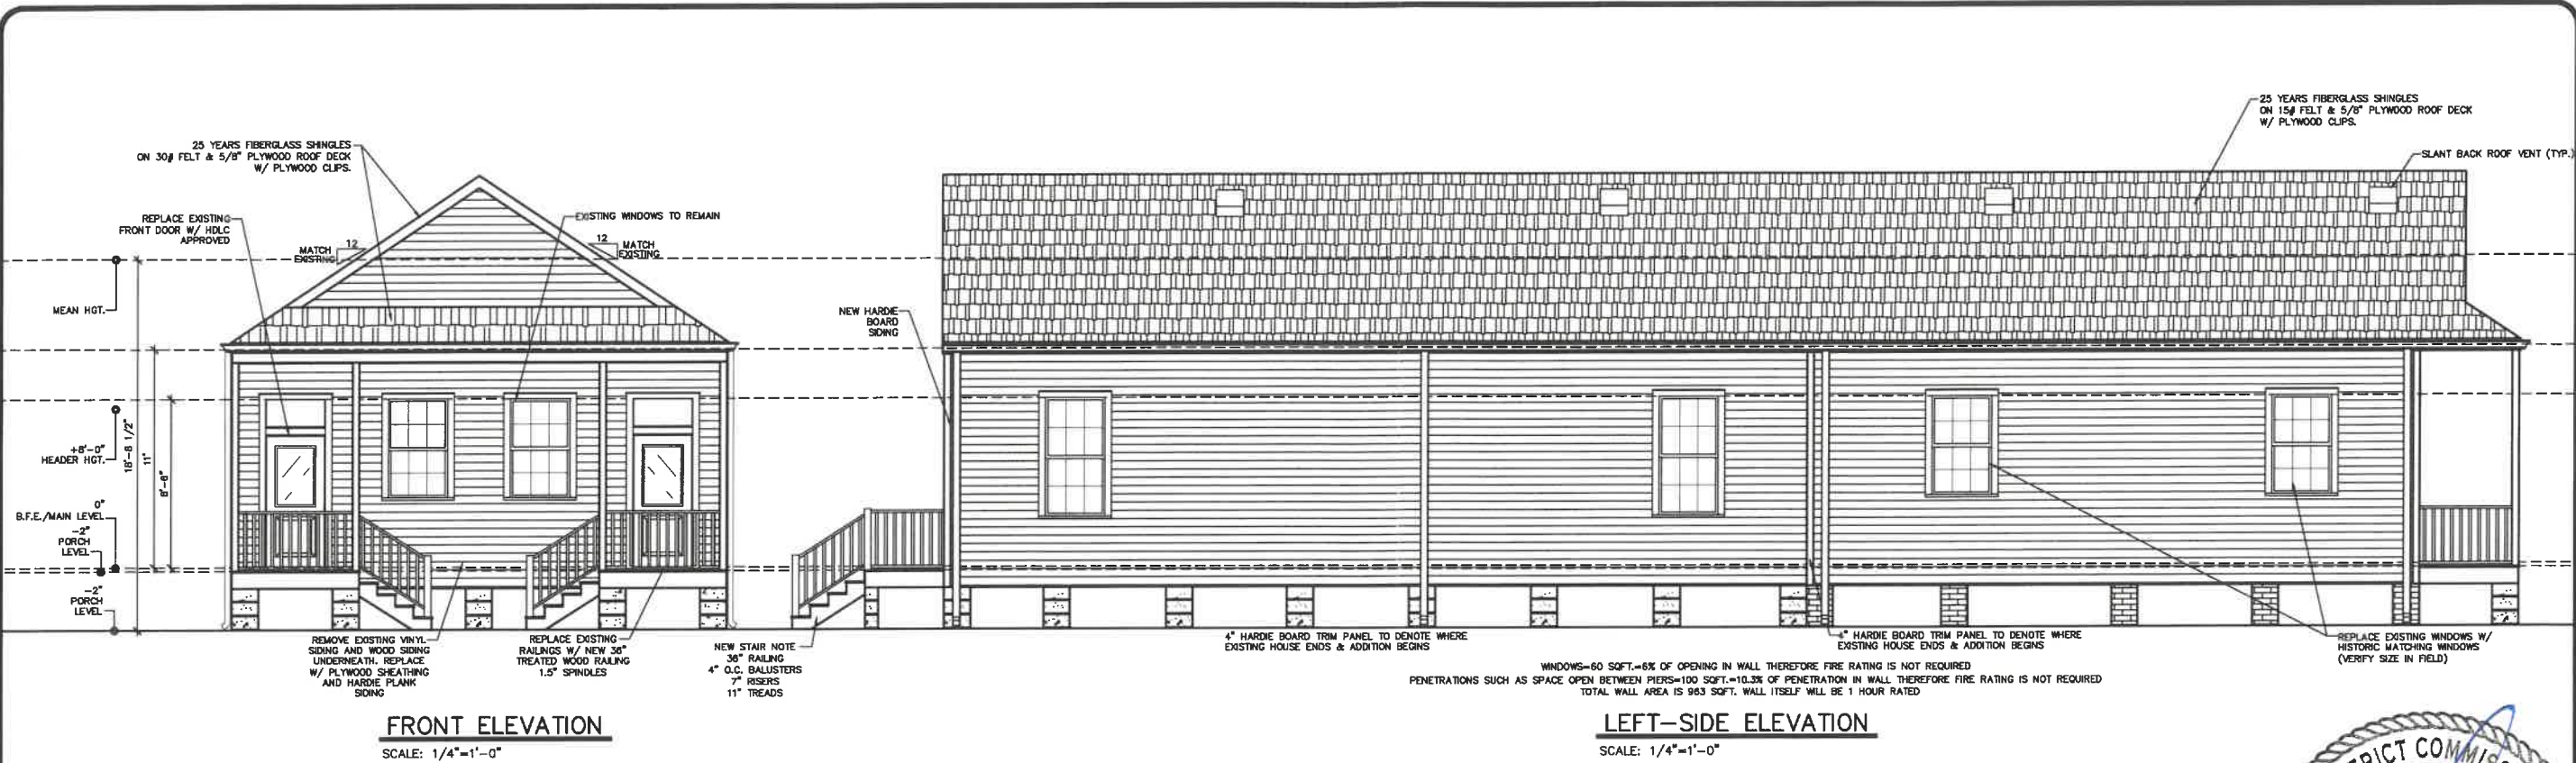 25 YEARS FIBERGLASS SHINGLES
ON 30# FELT & 5/8" PLYWOOD ROOF DECK
W/ PLYWOOD CLIPS.
REPLACE EXISTING
FRONT DOOR W/ HDLC
APPROVED
EXISTING WINDOWS TO REMAIN
12
MATCH
EXISTING
12
MATCH
EXISTING
MEAN HGT.
+8'-0"
HEADER HGT.
18'-8 1/2"
11"
8'-6"
0"
B.F.E./MAIN LEVEL
-2"
PORCH
LEVEL
-2"
PORCH
LEVEL
REMOVE EXISTING VINYL
SIDING AND WOOD SIDING
UNDERNEATH. REPLACE
W/ PLYWOOD SHEATHING
AND HARDIE PLANK
SIDING
REPLACE EXISTING
RAILINGS W/ NEW 36"
TREATED WOOD RAILING
1.5" SPINDLES
NEW STAIR NOTE
36" RAILING
4" O.C. BALUSTERS
7" RISERS
11" TREADS
FRONT ELEVATION
SCALE: 1/4"=1'-0"
25 YEARS FIBERGLASS SHINGLES
ON 15# FELT & 5/8" PLYWOOD ROOF DECK
W/ PLYWOOD CLIPS.
SLANT BACK ROOF VENT (TYP.)
NEW HARDIE
BOARD
SIDING
4" HARDIE BOARD TRIM PANEL TO DENOTE WHERE
EXISTING HOUSE ENDS & ADDITION BEGINS
4" HARDIE BOARD TRIM PANEL TO DENOTE WHERE
EXISTING HOUSE ENDS & ADDITION BEGINS
REPLACE EXISTING WINDOWS W/
HISTORIC MATCHING WINDOWS
(VERIFY SIZE IN FIELD)
WINDOWS=60 SQFT.=6% OF OPENING IN WALL THEREFORE FIRE RATING IS NOT REQUIRED
PENETRATIONS SUCH AS SPACE OPEN BETWEEN PIERS=100 SQFT.=10.3% OF PENETRATION IN WALL THEREFORE FIRE RATING IS NOT REQUIRED
TOTAL WALL AREA IS 963 SQFT. WALL ITSELF WILL BE 1 HOUR RATED
LEFT-SIDE ELEVATION
SCALE: 1/4"=1'-0"